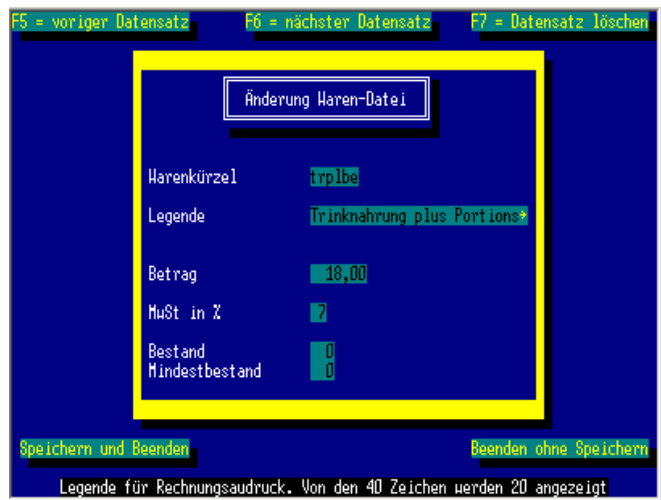 F5 = voriger Datensatz F6 = nächster Datensatz F7 = Datensatz löschen
Änderung Waren-Datei
Warenkürzel trplbe
Legende Trinknahrung plus Portions→
Betrag 18,00
MwSt in % 7
Bestand 0
Mindestbestand 0
Speichern und Beenden Beenden ohne Speichern
Legende für Rechnungsaudruck. Von den 40 Zeichen werden 20 angezeigt